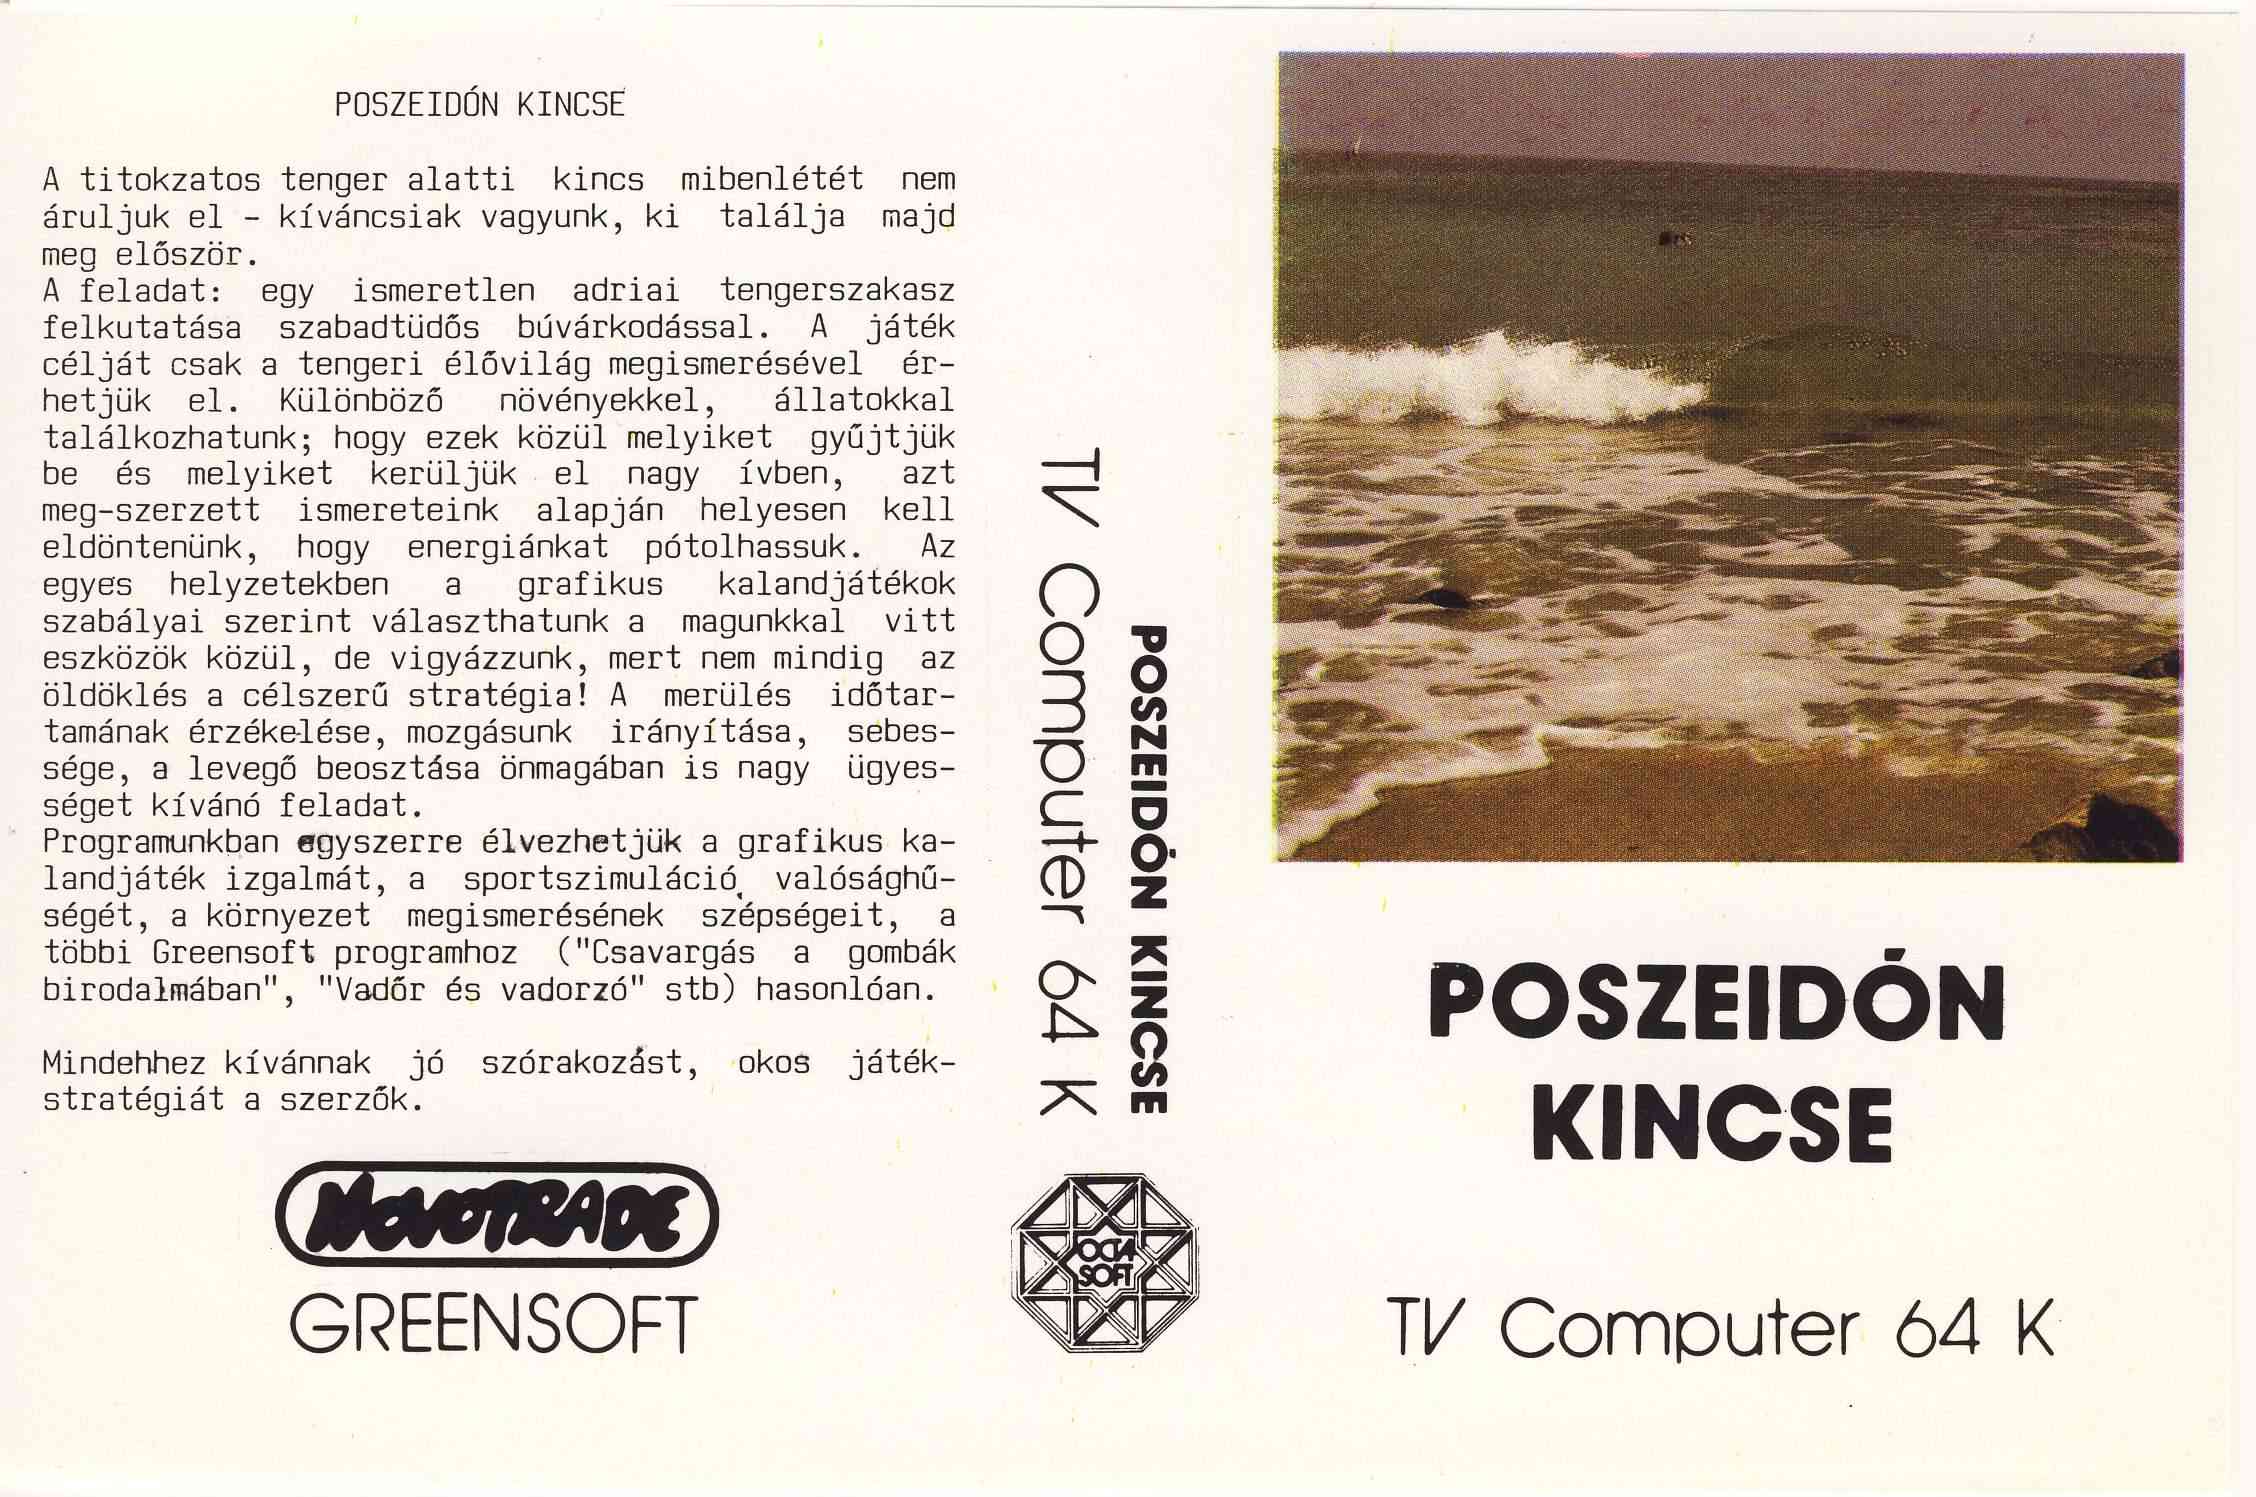 POSZEIDÓN KINCSE
A titokzatos tenger alatti kincs mibenlétét nem
áruljuk el - kíváncsiak vagyunk, ki találja majd
meg először.
A feladat: egy ismeretlen adriai tengerszakasz
felkutatása szabadtüdős búvárkodással. A játék
célját csak a tengeri élővilág megismerésével ér-
hetjük el. Különböző növényekkel, állatokkal
találkozhatunk; hogy ezek közül melyiket gyűjtjük
be és melyiket kerüljük el nagy ívben, azt
meg-szerzett ismereteink alapján helyesen kell
eldöntenünk, hogy energiánkat pótolhassuk. Az
egyes helyzetekben a grafikus kalandjátékok
szabályai szerint választhatunk a magunkkal vitt
eszközök közül, de vigyázzunk, mert nem mindig az
öldöklés a célszerű stratégia! A merülés időtar-
tamának érzékelése, mozgásunk irányítása, sebes-
sége, a levegő beosztása önmagában is nagy ügyes-
séget kívánó feladat.
Programunkban egyszerre élvezhetjük a grafikus ka-
landjáték izgalmát, a sportszimuláció, valósághű-
ségét, a környezet megismerésének szépségeit, a
többi Greensoft programhoz ("Csavargás a gombák
birodalmában", "Vadőr és vadorzó" stb) hasonlóan.
Mindehhez kívánnak jó szórakozást, okos játék-
stratégiát a szerzők.
NOVOTRADE
GREENSOFT
TV Computer 64 K
POSZEIDÓN KINCSE
OCTA
SOFT
POSZEIDÓN
KINCSE
TV Computer 64 K